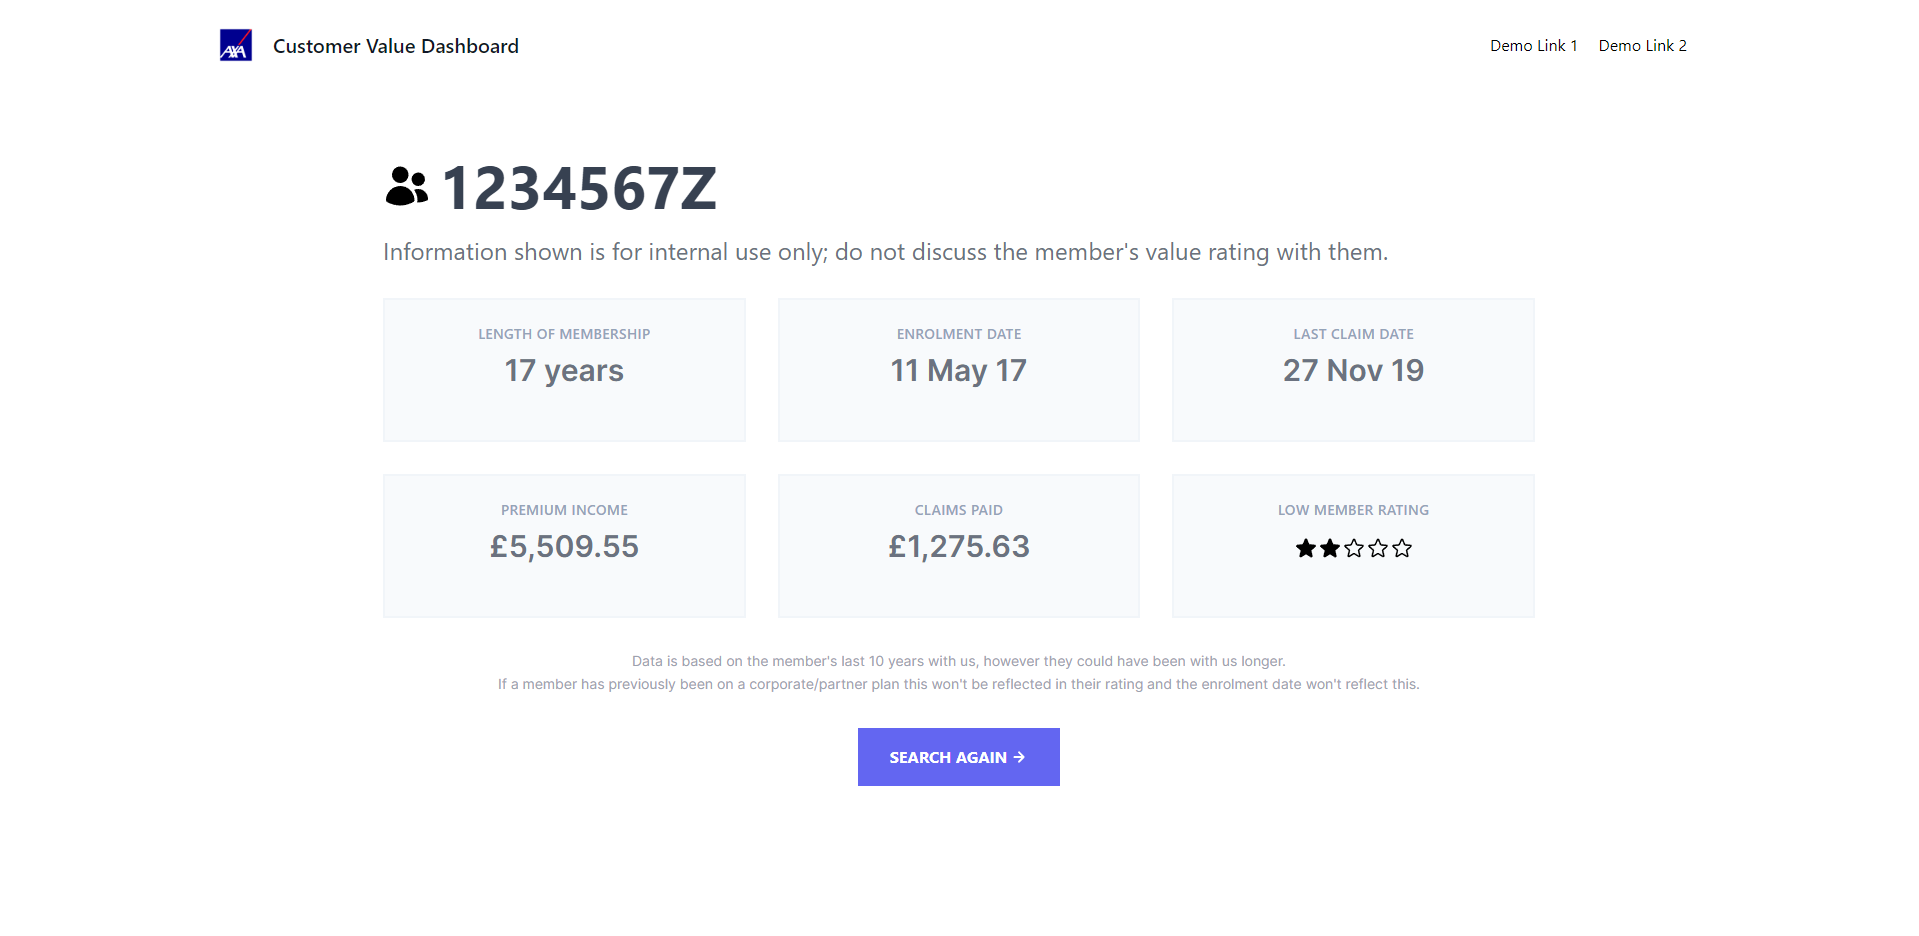 AXA
Customer Value Dashboard
Demo Link 1
Demo Link 2
1234567Z
Information shown is for internal use only; do not discuss the member's value rating with them.
LENGTH OF MEMBERSHIP
17 years
ENROLMENT DATE
11 May 17
LAST CLAIM DATE
27 Nov 19
PREMIUM INCOME
£5,509.55
CLAIMS PAID
£1,275.63
LOW MEMBER RATING
Data is based on the member's last 10 years with us, however they could have been with us longer.
If a member has previously been on a corporate/partner plan this won't be reflected in their rating and the enrolment date won't reflect this.
SEARCH AGAIN →